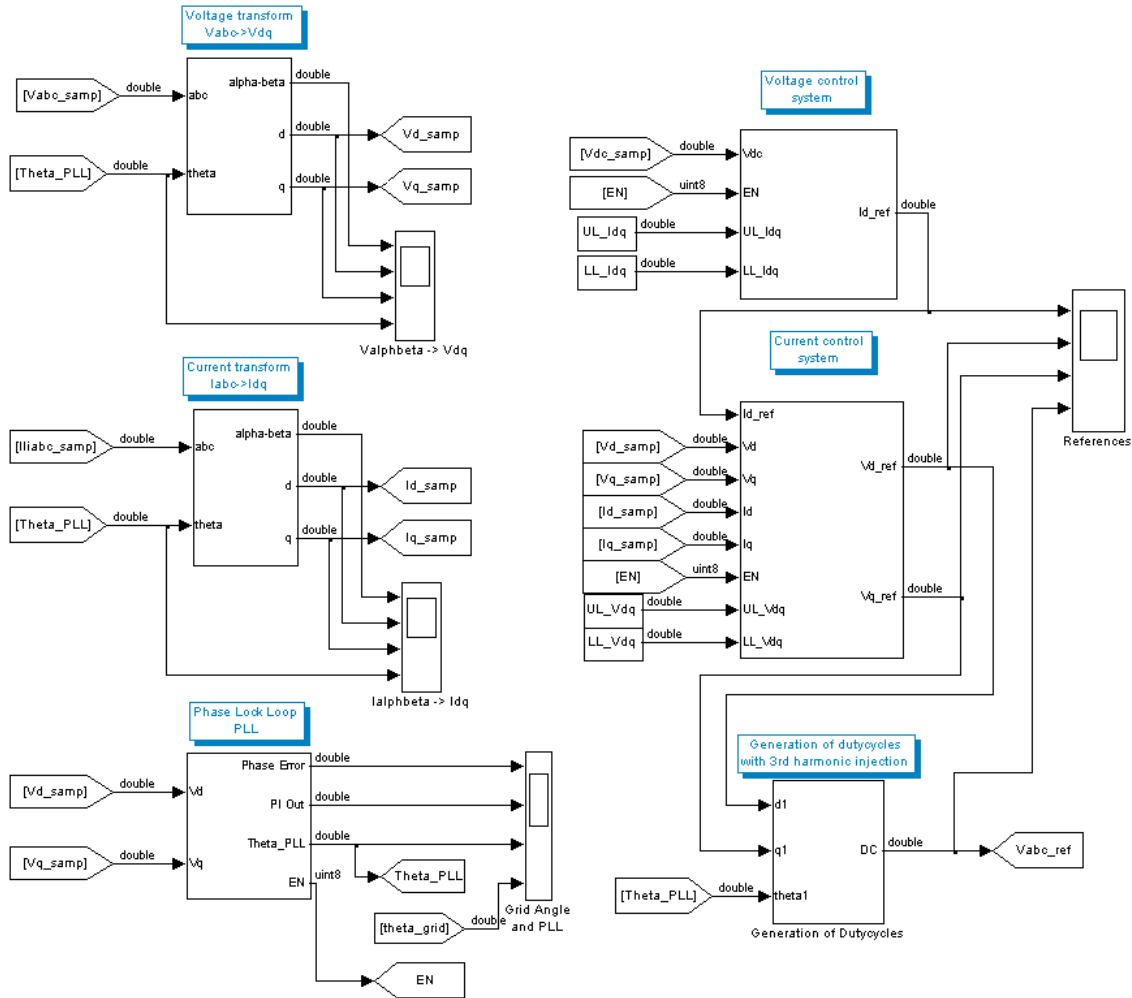 Voltage transform
Vabc->Vdq
double
[Vabc_samp]
abc
alpha-beta
double
double
[Theta_PLL]
theta
d
double
Vd_samp
q
double
Vq_samp
Valphbeta -> Vdq
Current transform
Iabc->Idq
double
[Iliabc_samp]
abc
alpha-beta
double
double
[Theta_PLL]
theta
d
double
Id_samp
q
double
Iq_samp
Ialphbeta -> Idq
Phase Lock Loop
PLL
double
[Vd_samp]
Vd
double
[Vq_samp]
Vq
Phase Error
double
PI Out
double
Theta_PLL
double
EN
uint8
Theta_PLL
[theta_grid]
double
EN
Grid Angle
and PLL
Voltage control
system
[Vdc_samp]
double
Vdc
[EN]
uint8
EN
UL_Idq
double
UL_Idq
LL_Idq
double
LL_Idq
Id_ref
double
Current control
system
Id_ref
[Vd_samp]
double
Vd
[Vq_samp]
double
Vq
[Id_samp]
double
Id
[Iq_samp]
double
Iq
[EN]
uint8
EN
UL_Vdq
double
UL_Vdq
LL_Vdq
double
LL_Vdq
Vd_ref
double
Vq_ref
double
References
Generation of dutycycles
with 3rd harmonic injection
d1
q1
[Theta_PLL]
double
theta1
DC
double
Vabc_ref
Generation of Dutycycles